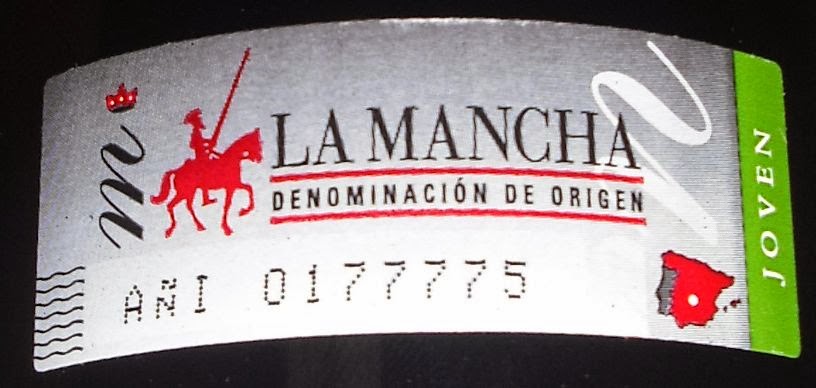 m
LA MANCHA
DENOMINACIÓN DE ORIGEN
AÑI 0177775
JOVEN